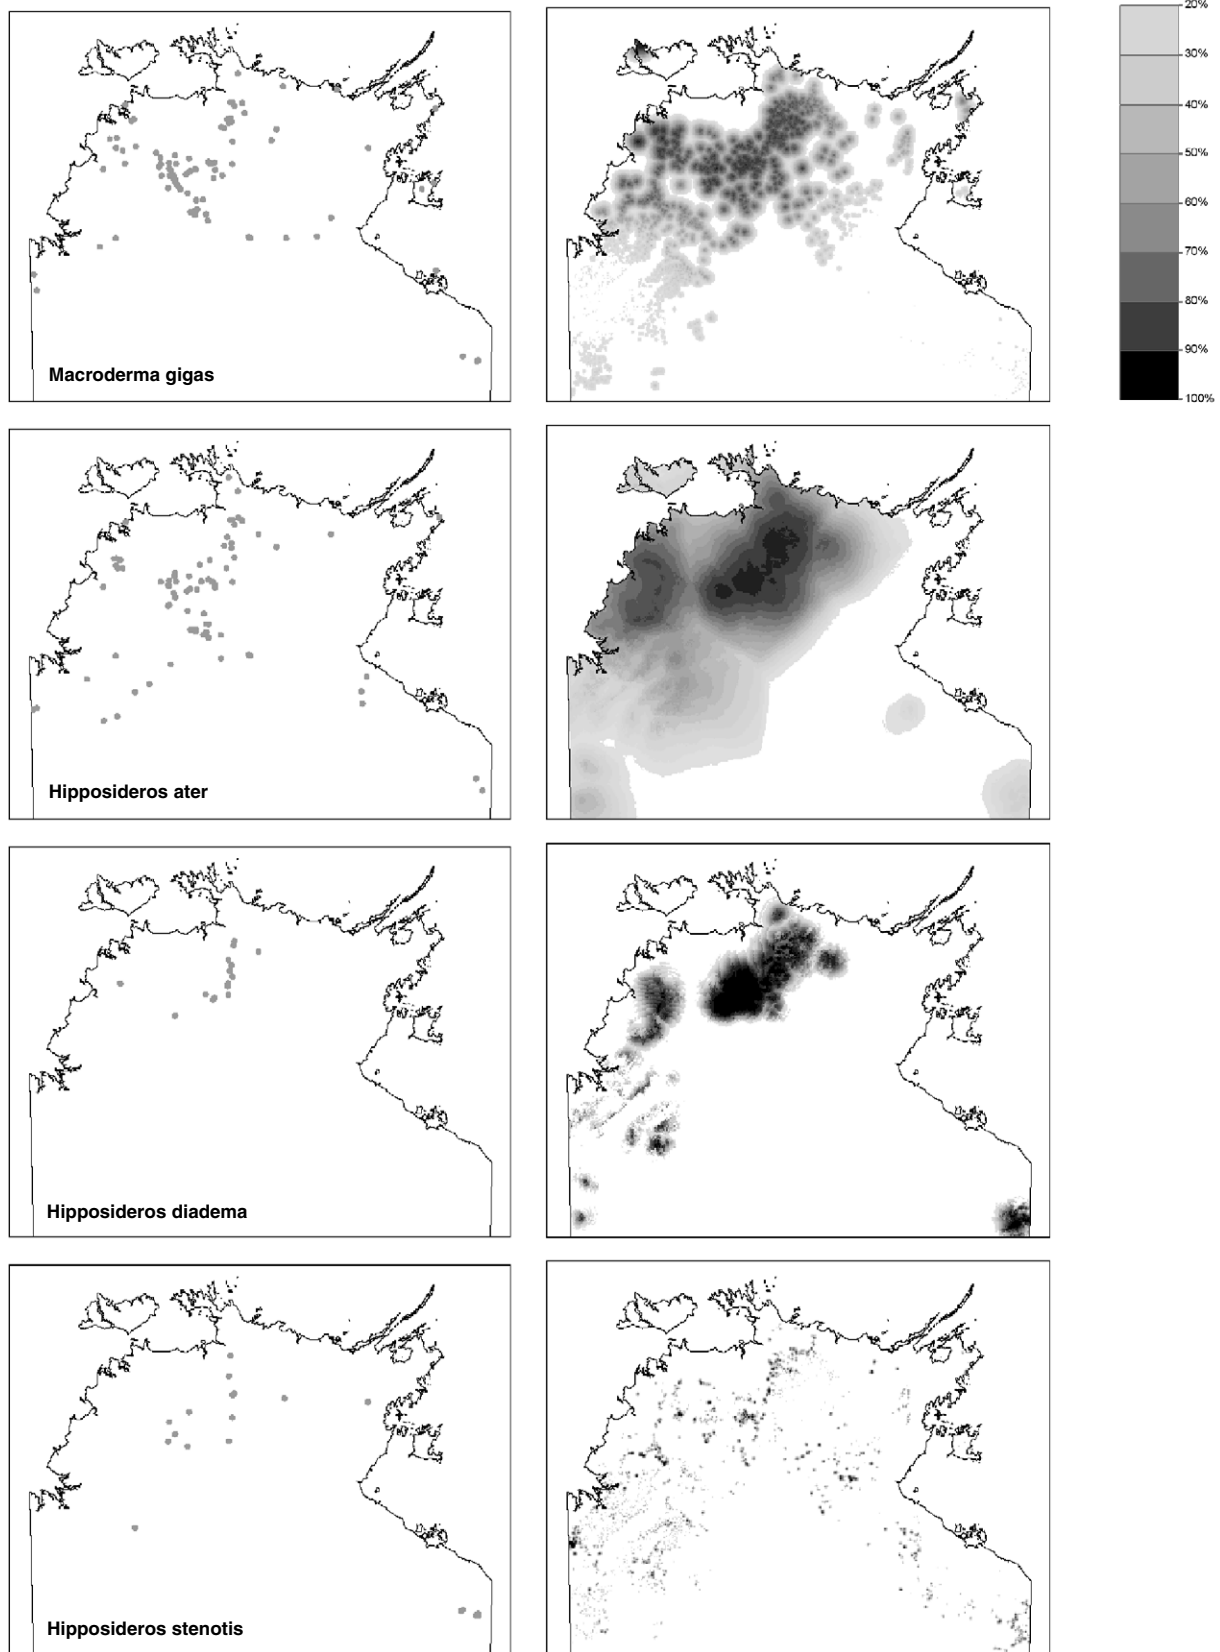 20%
30%
40%
50%
60%
70%
80%
90%
100%
Macroderma gigas
Hipposideros ater
Hipposideros diadema
Hipposideros stenotis